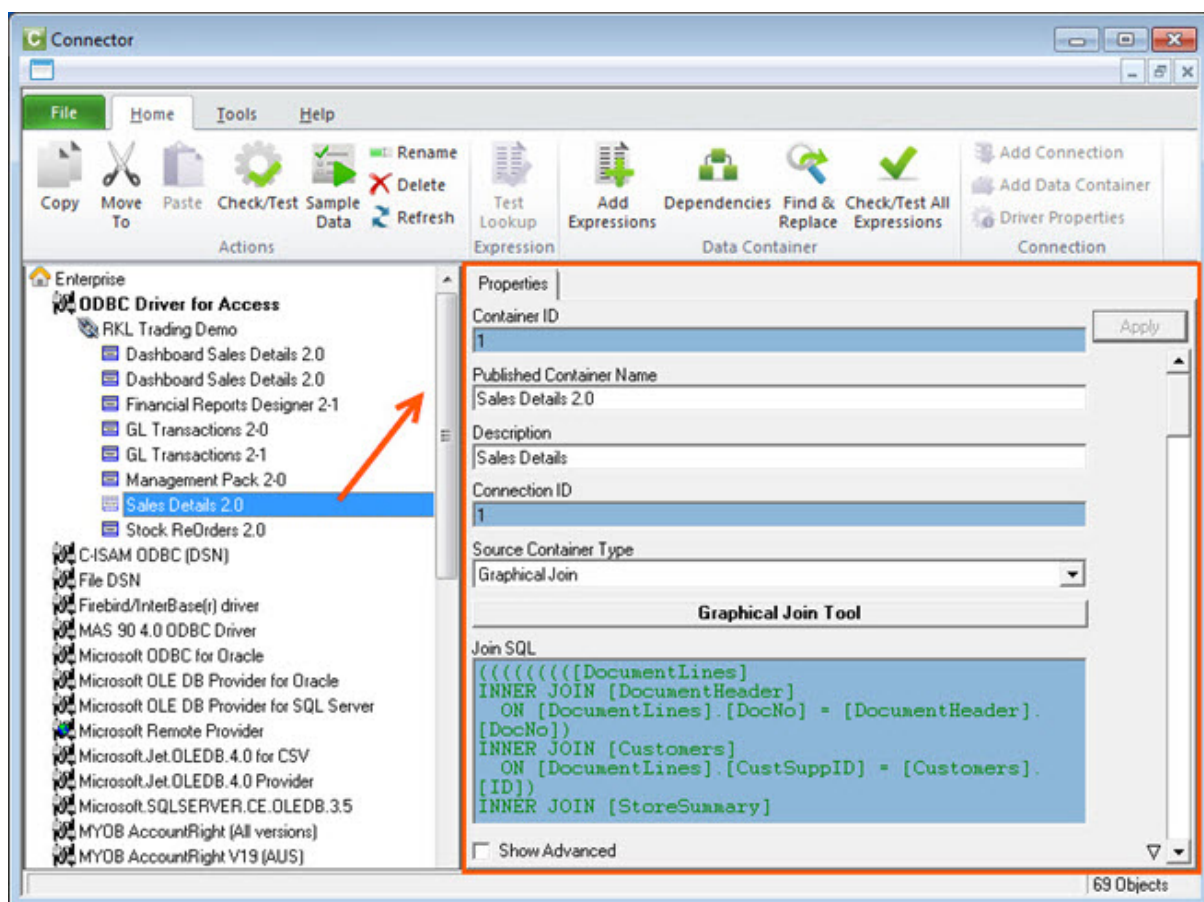 Connector
File Home Tools Help
Copy
Move To
Paste
Check/Test
Sample Data
Rename
Delete
Refresh
Actions
Test Lookup
Expression
Add Expressions
Dependencies
Find & Replace
Check/Test All Expressions
Data Container
Add Connection
Add Data Container
Driver Properties
Connection
Enterprise
ODBC Driver for Access
RKL Trading Demo
Dashboard Sales Details 2.0
Dashboard Sales Details 2.0
Financial Reports Designer 2-1
GL Transactions 2-0
GL Transactions 2-1
Management Pack 2-0
Sales Details 2.0
Stock ReOrders 2.0
C-ISAM ODBC (DSN)
File DSN
Firebird/InterBase(r) driver
MAS 90 4.0 ODBC Driver
Microsoft ODBC for Oracle
Microsoft OLE DB Provider for Oracle
Microsoft OLE DB Provider for SQL Server
Microsoft Remote Provider
Microsoft.Jet.OLEDB.4.0 for CSV
Microsoft.Jet.OLEDB.4.0 Provider
Microsoft.SQLSERVER.CE.OLEDB.3.5
MYOB AccountRight (All versions)
MYOB AccountRight V19 (AUS)
Properties
Apply
Container ID
1
Published Container Name
Sales Details 2.0
Description
Sales Details
Connection ID
1
Source Container Type
Graphical Join
Graphical Join Tool
Join SQL
((((((((([DocumentLines]
INNER JOIN [DocumentHeader]
ON [DocumentLines].[DocNo] = [DocumentHeader].
[DocNo])
INNER JOIN [Customers]
ON [DocumentLines].[CustSuppID] = [Customers].
[ID])
INNER JOIN [StoreSummary]
Show Advanced
69 Objects